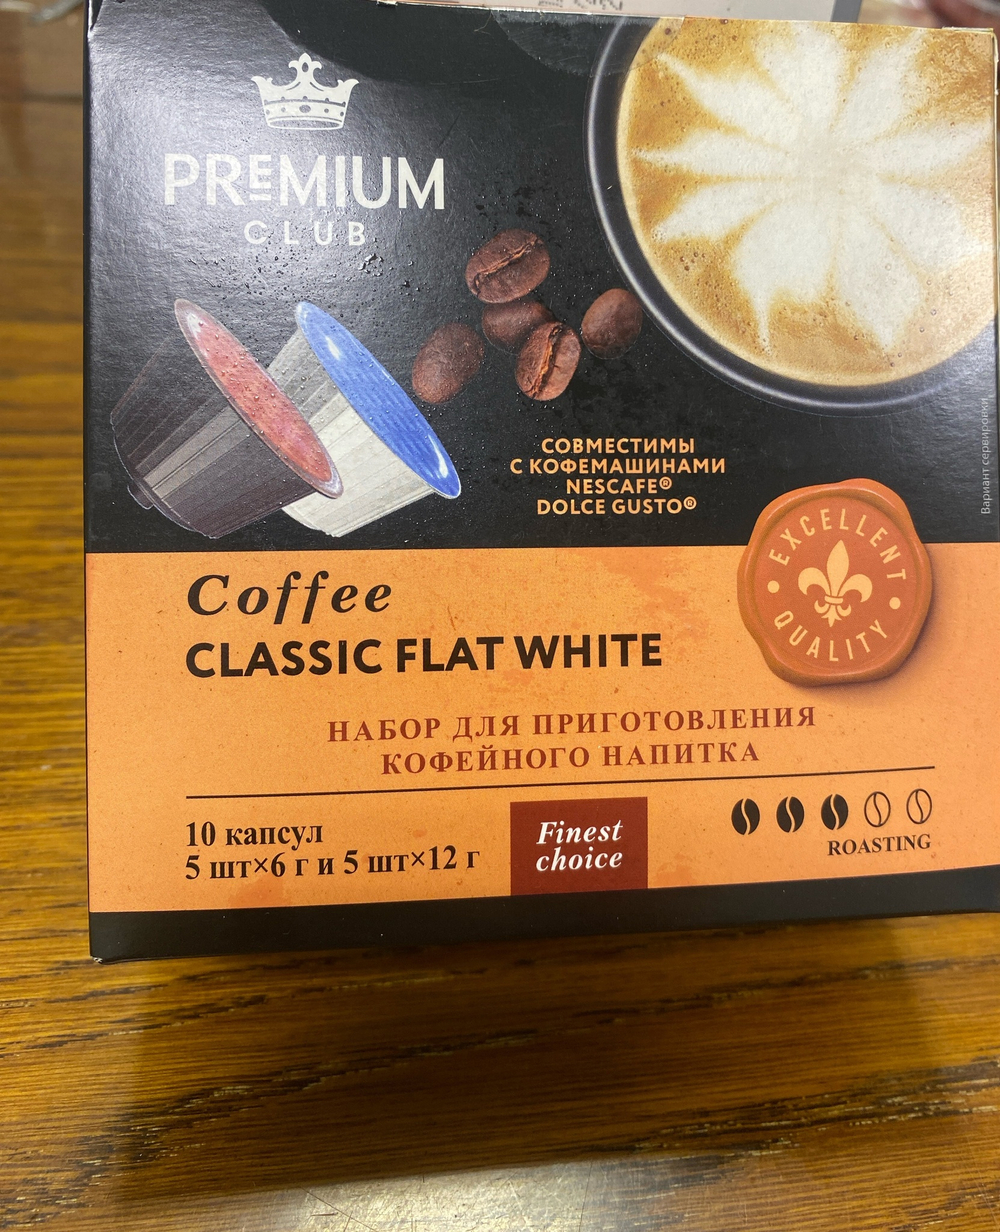 PREMIUM
CLUB
СОВМЕСТИМЫ
С КОФЕМАШИНАМИ
NESCAFE®
DOLCE GUSTO®
Вариант сервировки
EXCELLENT
QUALITY
Coffee
CLASSIC FLAT WHITE
НАБОР ДЛЯ ПРИГОТОВЛЕНИЯ
КОФЕЙНОГО НАПИТКА
10 капсул
5 шт×6 г и 5 шт×12 г
Finest
choice
ROASTING